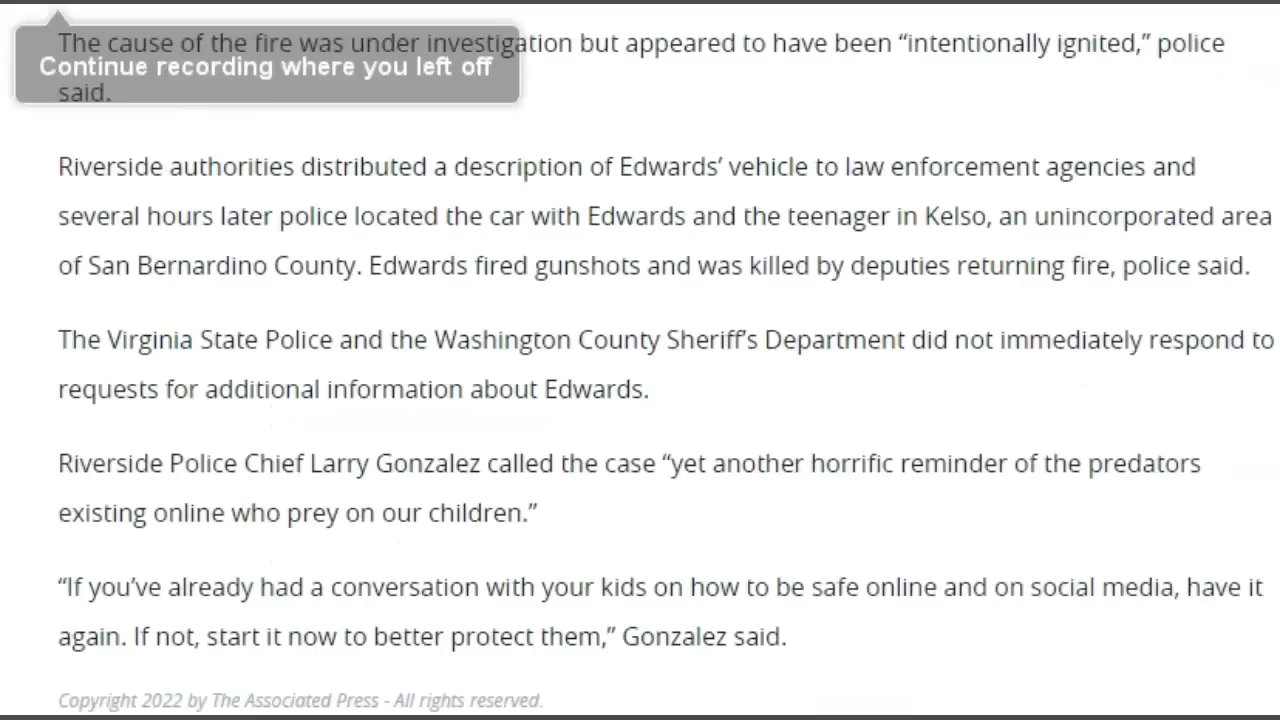 The cause of the fire was under investigation but appeared to have been “intentionally ignited,” police
Continue recording where you left off
said.
Riverside authorities distributed a description of Edwards’ vehicle to law enforcement agencies and
several hours later police located the car with Edwards and the teenager in Kelso, an unincorporated area
of San Bernardino County. Edwards fired gunshots and was killed by deputies returning fire, police said.
The Virginia State Police and the Washington County Sheriff’s Department did not immediately respond to
requests for additional information about Edwards.
Riverside Police Chief Larry Gonzalez called the case “yet another horrific reminder of the predators
existing online who prey on our children.”
“If you’ve already had a conversation with your kids on how to be safe online and on social media, have it
again. If not, start it now to better protect them,” Gonzalez said.
Copyright 2022 by The Associated Press - All rights reserved.